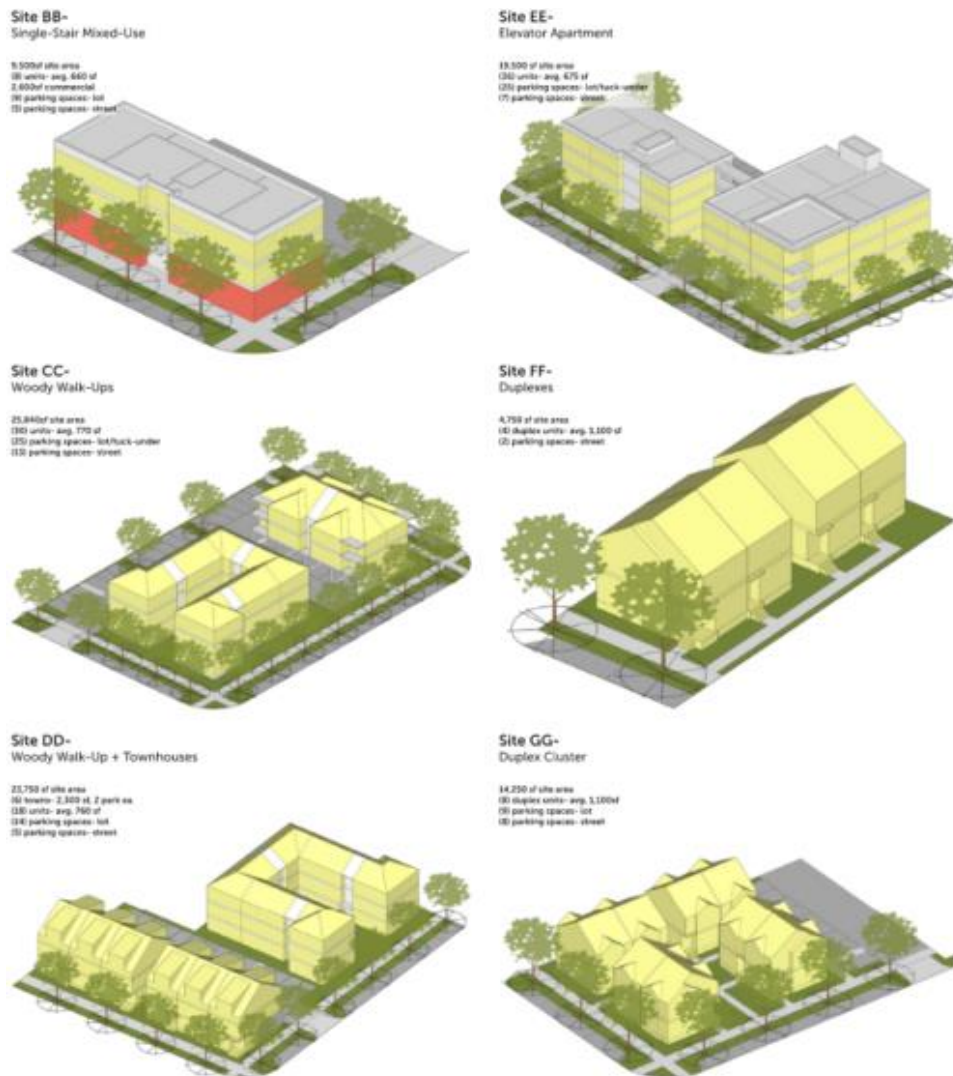 Site BB-
Single-Stair Mixed-Use
9,500sf site area
(8) units- avg. 660 sf
2,600sf commercial
(9) parking spaces- lot
(5) parking spaces- street
Site CC-
Woody Walk-Ups
25,840sf site area
(30) units- avg. 770 sf
(25) parking spaces- lot/tuck-under
(11) parking spaces- street
Site DD-
Woody Walk-Up + Townhouses
23,750 sf site area
(6) towns- 2,300 sf, 2 park ea.
(18) units- avg. 760 sf
(14) parking spaces- lot
(5) parking spaces- street
Site EE-
Elevator Apartment
19,500 sf site area
(36) units- avg. 675 sf
(25) parking spaces- lot/tuck-under
(7) parking spaces- street
Site FF-
Duplexes
4,750 sf site area
(4) duplex units- avg. 1,100 sf
(2) parking spaces- street
Site GG-
Duplex Cluster
14,250 sf site area
(8) duplex units- avg. 1,100sf
(9) parking spaces- lot
(8) parking spaces- street